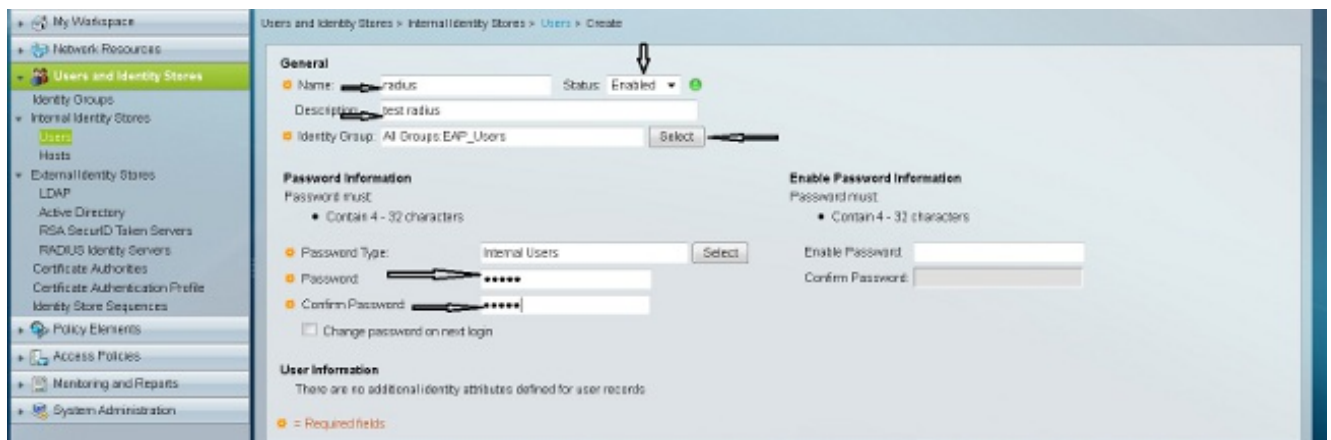 My Workspace
Network Resources
Users and Identity Stores
Identity Groups
Internal Identity Stores
Users
Hosts
External Identity Stores
LDAP
Active Directory
RSA SecurID Token Servers
RADIUS Identity Servers
Certificate Authorities
Certificate Authentication Profile
Identity Store Sequences
Policy Elements
Access Policies
Monitoring and Reports
System Administration
Users and Identity Stores > Internal Identity Stores > Users > Create
General
Name: radius Status: Enabled
Description: test radius
Identity Group: All Groups:EAP_Users Select
Password Information
Password must:
• Contain 4 - 32 characters
Password Type: Internal Users Select
Password: •••••
Confirm Password: •••••
Change password on next login
Enable Password Information
Password must:
• Contain 4 - 32 characters
Enable Password:
Confirm Password:
User Information
There are no additional identity attributes defined for user records
= Required fields